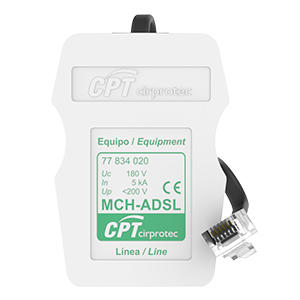 CPT cirprotec
Equipo / Equipment
77 834 020
Uc 180 V
In 5 kA
Up <200 V
CE
MCH-ADSL
CPT cirprotec
Línea / Line